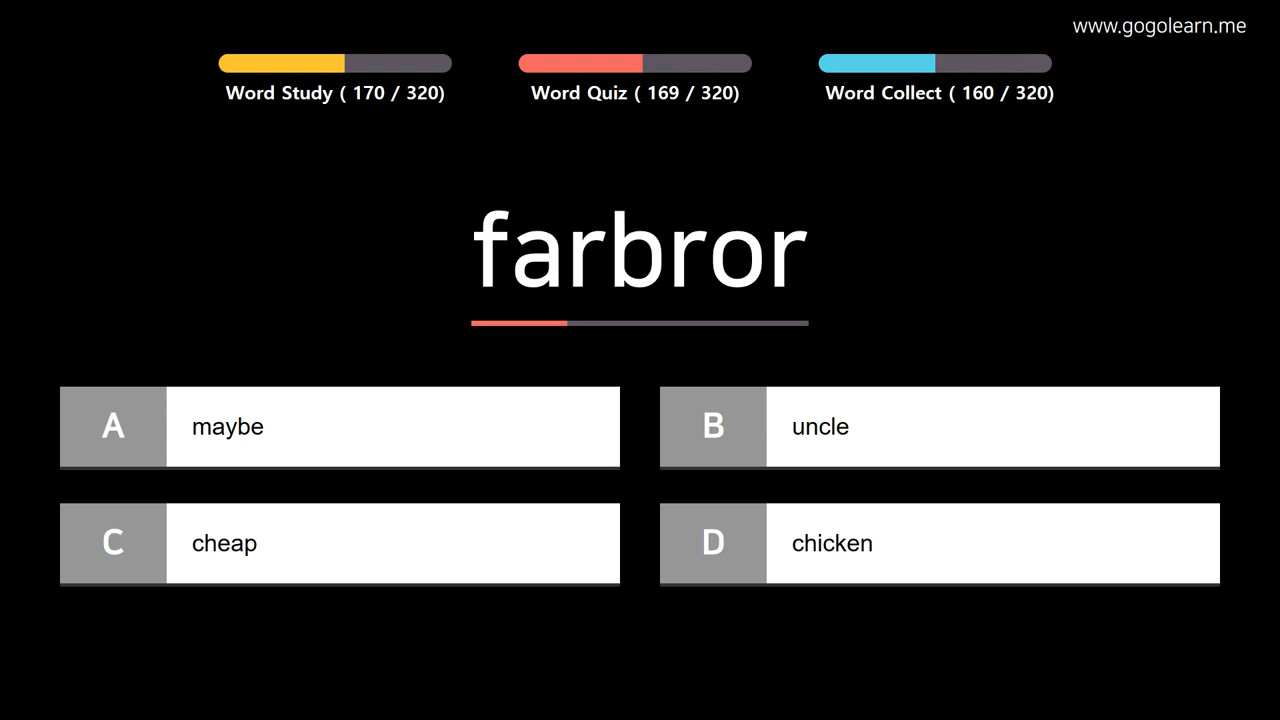 www.gogolearn.me
Word Study ( 170 / 320)
Word Quiz ( 169 / 320)
Word Collect ( 160 / 320)
farbror
A maybe
B uncle
C cheap
D chicken